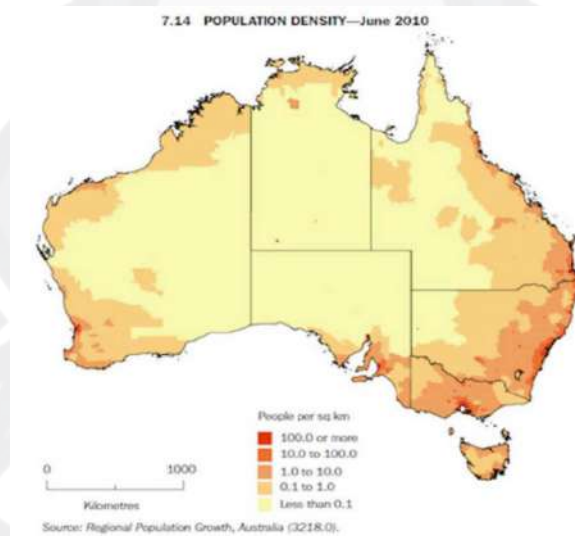 7.14 POPULATION DENSITY—June 2010
People per sq km
100.0 or more
10.0 to 100.0
1.0 to 10.0
0.1 to 1.0
Less than 0.1
0 1000
Kilometres
Source: Regional Population Growth, Australia (3218.0).